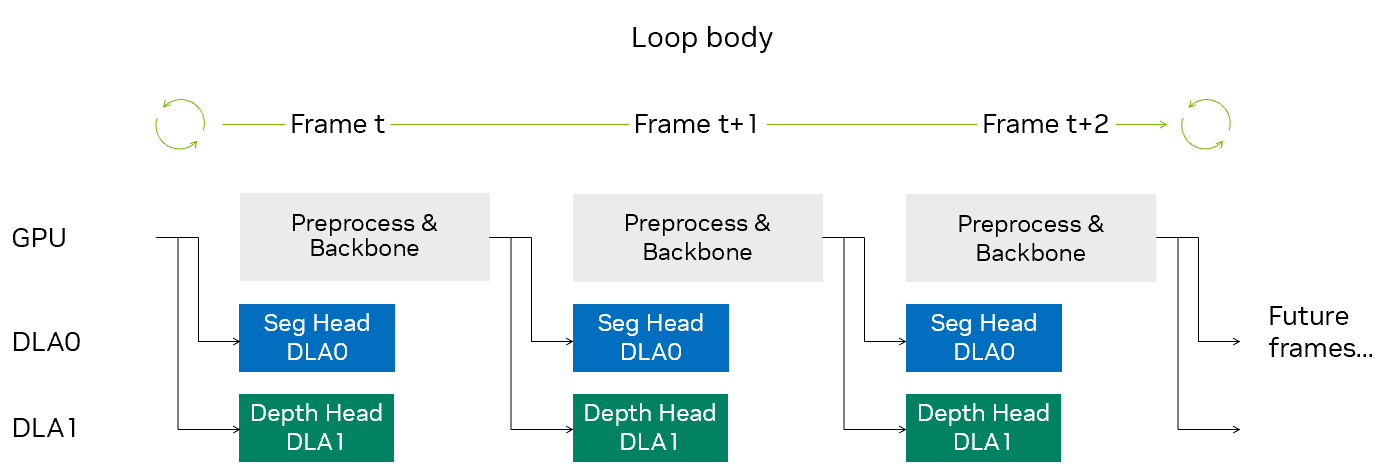 Loop body
Frame t
Frame t+1
Frame t+2
GPU
Preprocess &
Backbone
Preprocess &
Backbone
Preprocess &
Backbone
DLA0
Seg Head
DLA0
Seg Head
DLA0
Seg Head
DLA0
Future
frames...
DLA1
Depth Head
DLA1
Depth Head
DLA1
Depth Head
DLA1